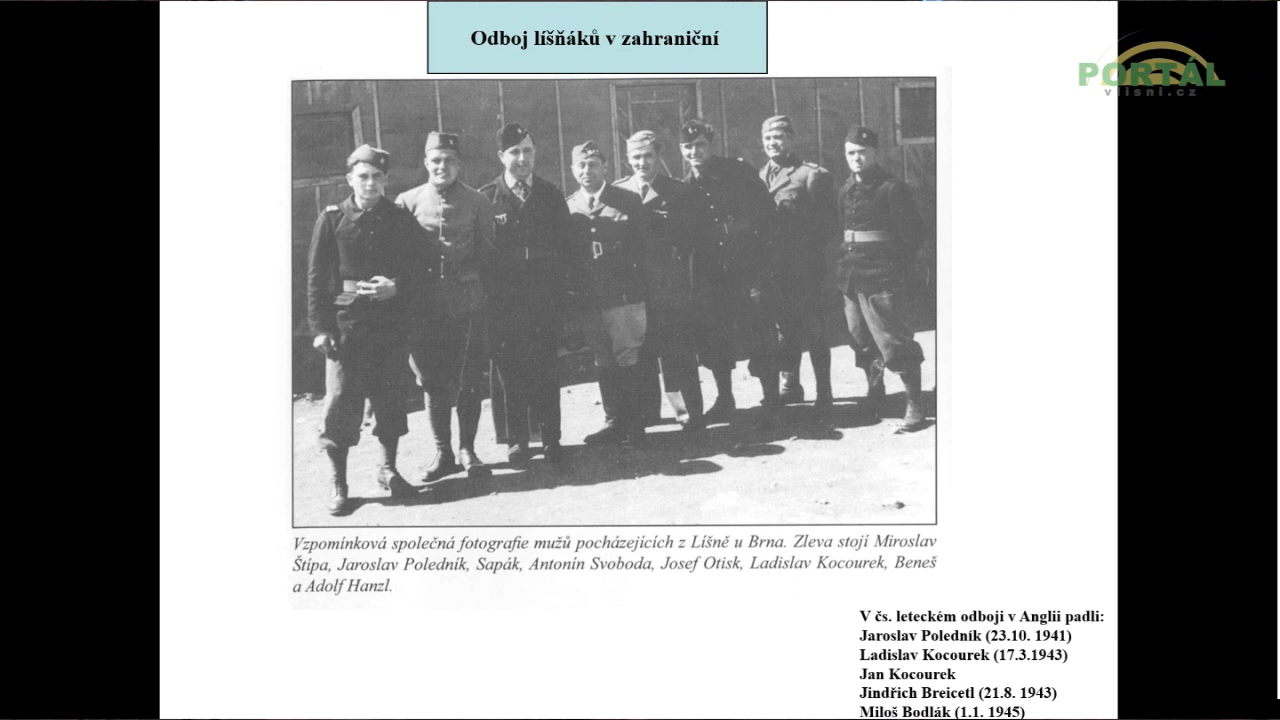 Odboj líšňáků v zahraniční
PORTÁL
vlisni.cz
Vzpomínková společná fotografie mužů pocházejících z Líšně u Brna. Zleva stojí Miroslav
Štípa, Jaroslav Poledník, Sapák, Antonín Svoboda, Josef Otisk, Ladislav Kocourek, Beneš
a Adolf Hanzl.
V čs. leteckém odboji v Anglii padli:
Jaroslav Poledník (23.10. 1941)
Ladislav Kocourek (17.3.1943)
Jan Kocourek
Jindřich Breicetl (21.8. 1943)
Miloš Bodlák (1.1. 1945)